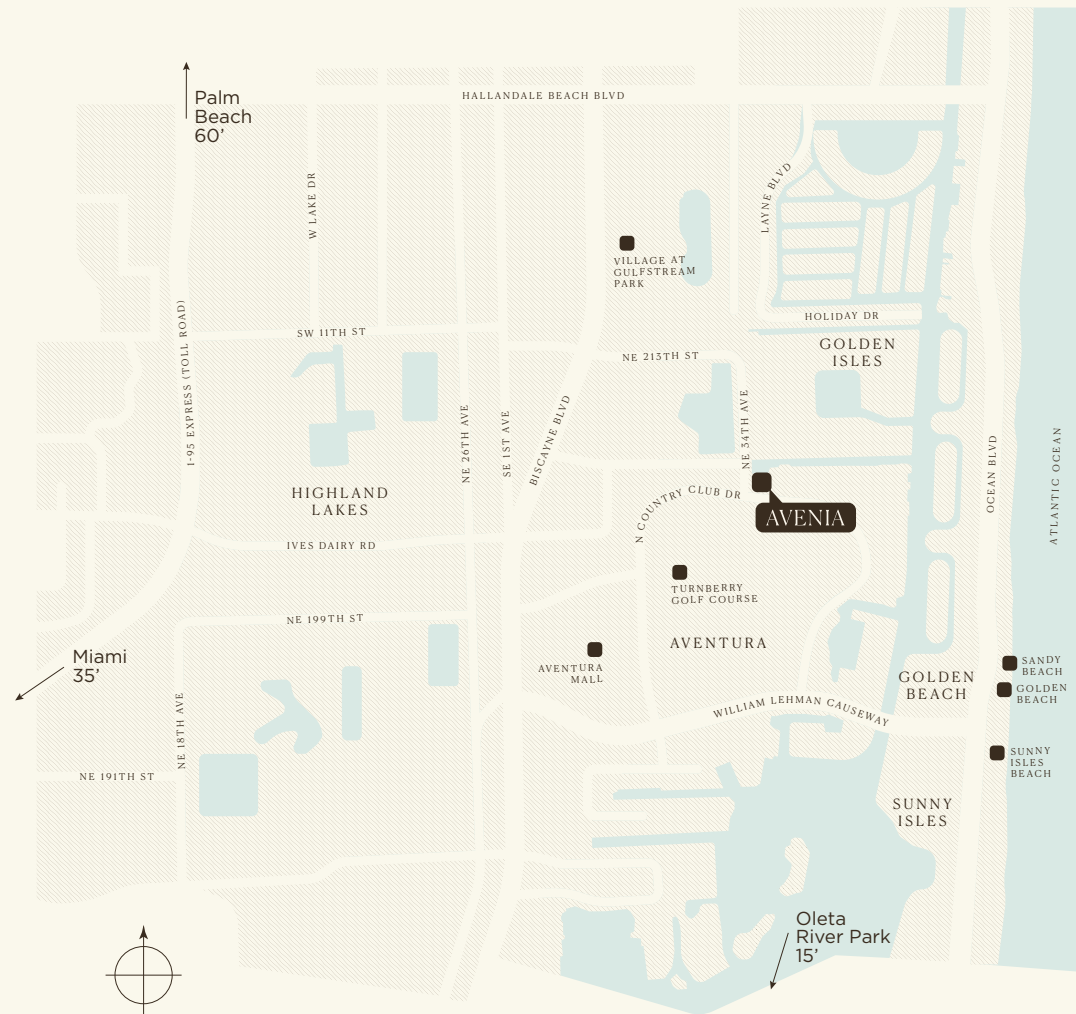 HALLANDALE BEACH BLVD
Palm
Beach
60’
W LAKE DR
LAYNE BLVD
VILLAGE AT
GULFSTREAM
PARK
HOLIDAY DR
GOLDEN
ISLES
SW 11TH ST
NE 213TH ST
I-95 EXPRESS (TOLL ROAD)
NE 26TH AVE
SE 1ST AVE
BISCAYNE BLVD
NE 34TH AVE
OCEAN BLVD
ATLANTIC OCEAN
HIGHLAND
LAKES
N COUNTRY CLUB DR
AVENIA
IVES DAIRY RD
TURNBERRY
GOLF COURSE
NE 199TH ST
AVENTURA
Miami
35’
AVENTURA
MALL
GOLDEN
BEACH
SANDY
BEACH
GOLDEN
BEACH
WILLIAM LEHMAN CAUSEWAY
NE 18TH AVE
SUNNY
ISLES
BEACH
NE 191TH ST
SUNNY
ISLES
Oleta
River Park
15’